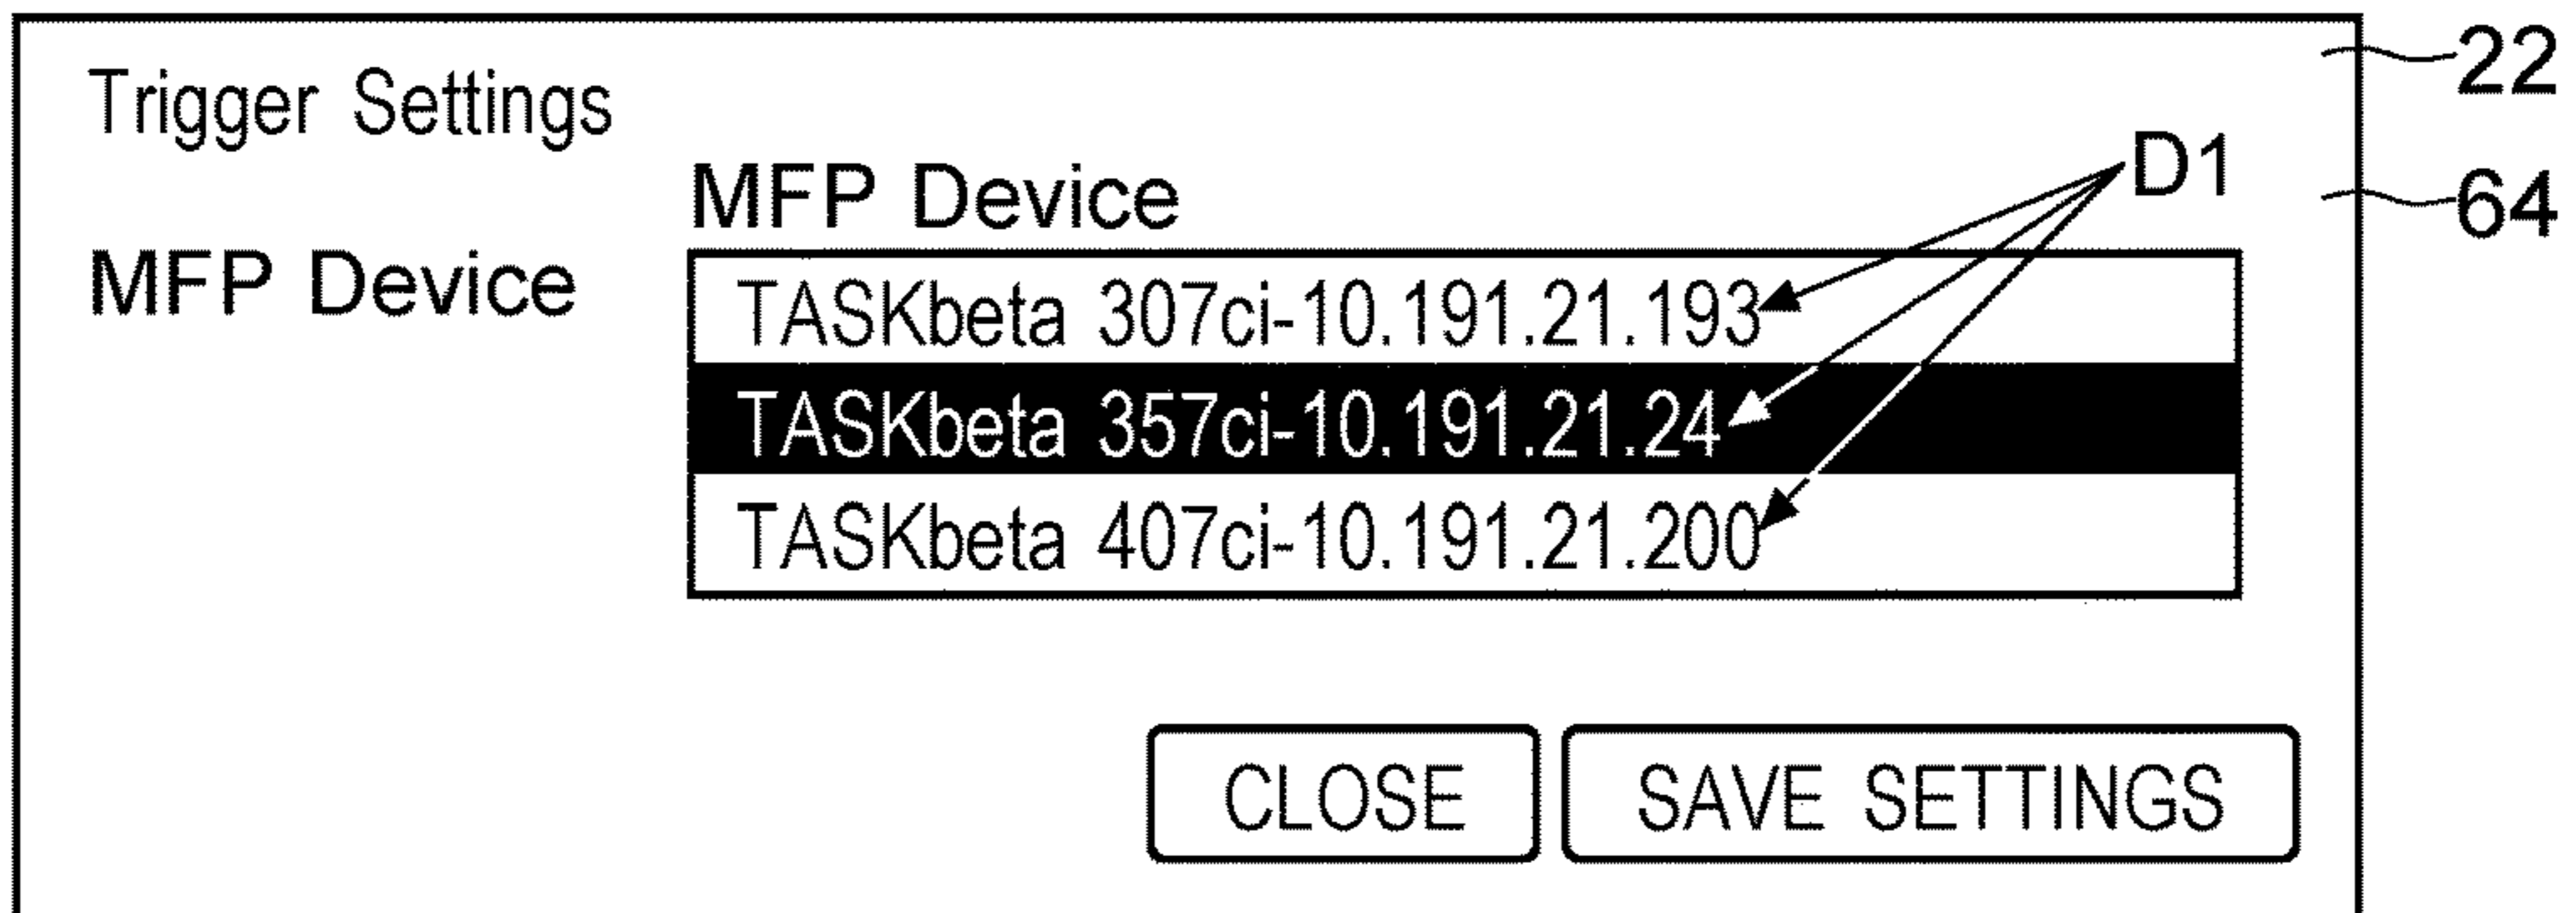 Trigger Settings
22
MFP Device
D1
64
MFP Device
TASKbeta 307ci-10.191.21.193
TASKbeta 357ci-10.191.21.24
TASKbeta 407ci-10.191.21.200
CLOSE
SAVE SETTINGS